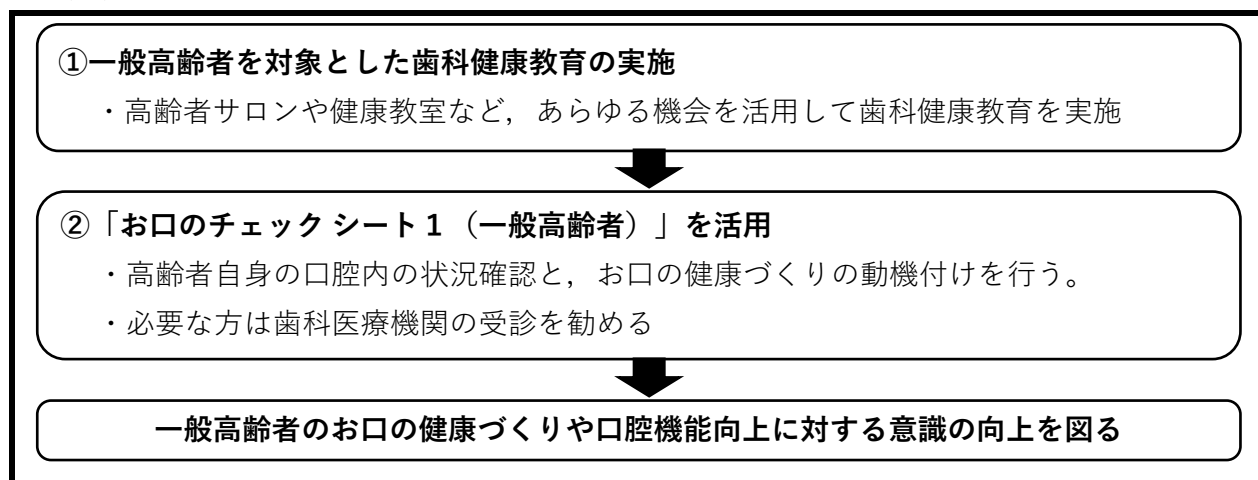 ①一般高齢者を対象とした歯科健康教育の実施
・高齢者サロンや健康教室など，あらゆる機会を活用して歯科健康教育を実施
②「お口のチェック シート１（一般高齢者）」を活用
・高齢者自身の口腔内の状況確認と，お口の健康づくりの動機付けを行う。
・必要な方は歯科医療機関の受診を勧める
一般高齢者のお口の健康づくりや口腔機能向上に対する意識の向上を図る